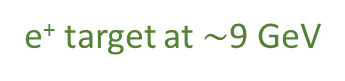 e⁺ target at ~9 GeV